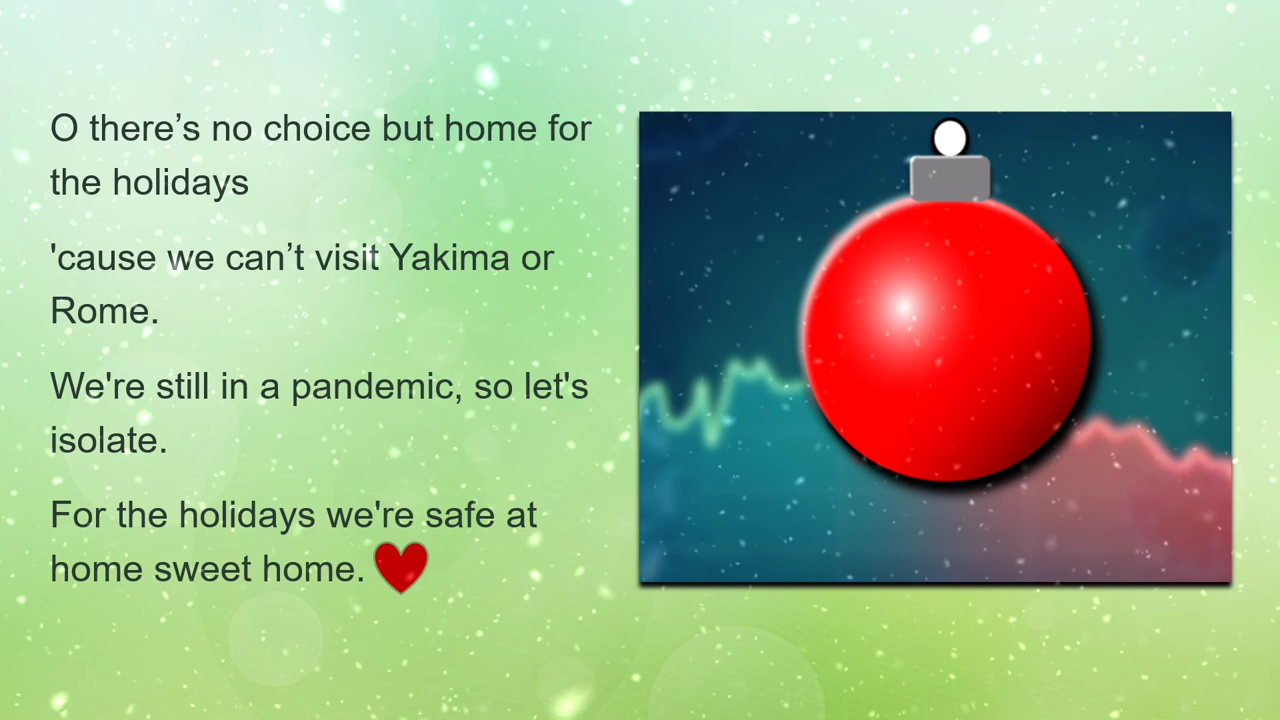 O there’s no choice but home for
the holidays
'cause we can’t visit Yakima or
Rome.
We're still in a pandemic, so let's
isolate.
For the holidays we're safe at
home sweet home.